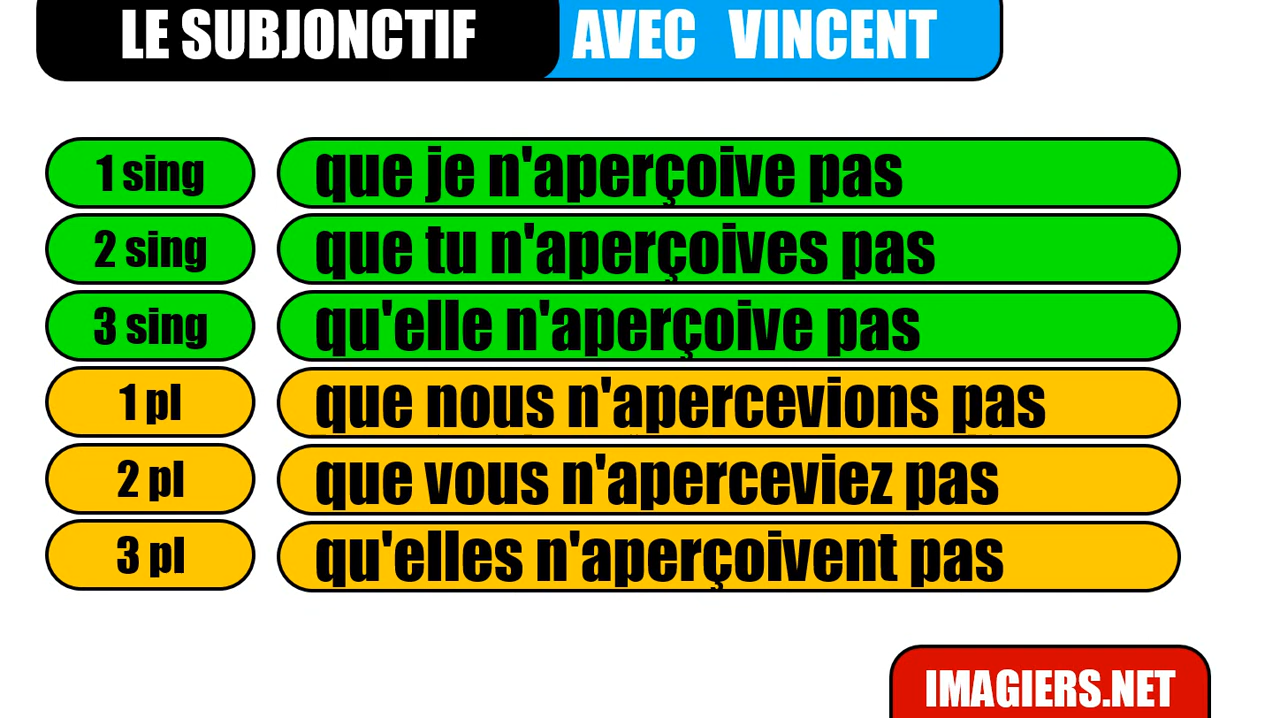 LE SUBJONCTIF AVEC VINCENT
1 sing que je n'aperçoive pas
2 sing que tu n'aperçoives pas
3 sing qu'elle n'aperçoive pas
1 pl que nous n'apercevions pas
2 pl que vous n'aperceviez pas
3 pl qu'elles n'aperçoivent pas
IMAGIERS.NET